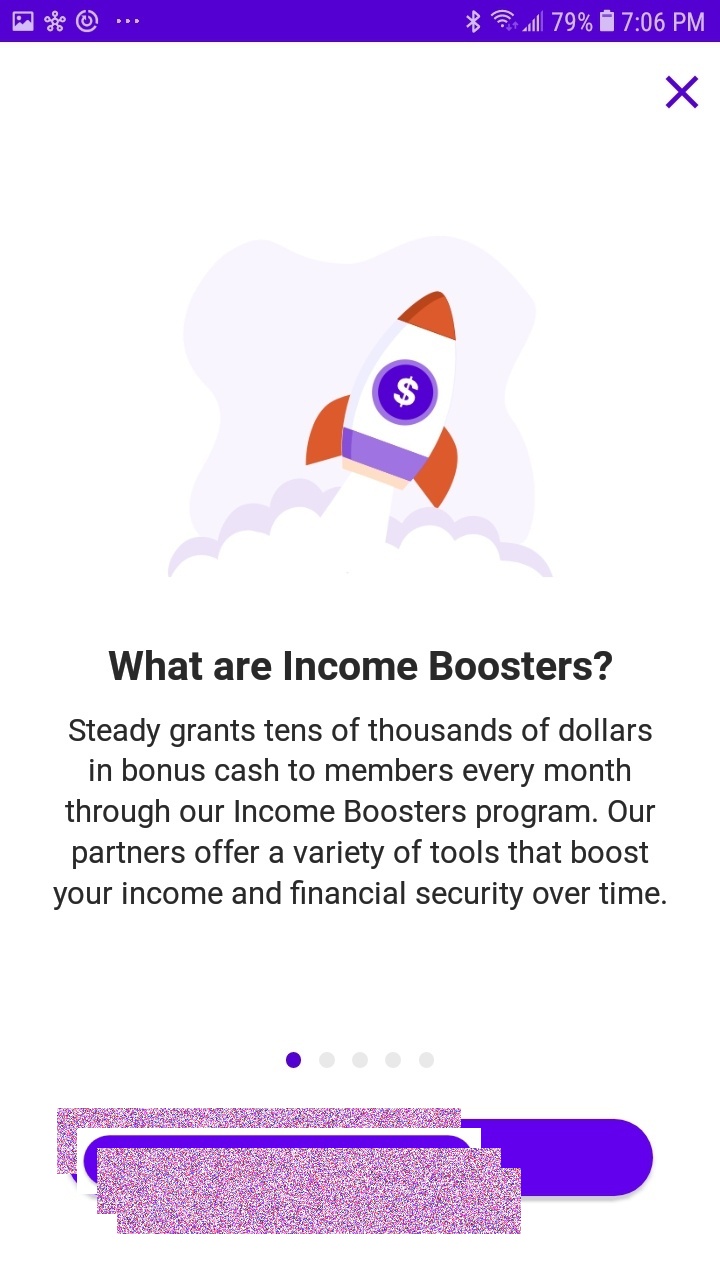 79% 7:06 PM
$
What are Income Boosters?
Steady grants tens of thousands of dollars
in bonus cash to members every month
through our Income Boosters program. Our
partners offer a variety of tools that boost
your income and financial security over time.